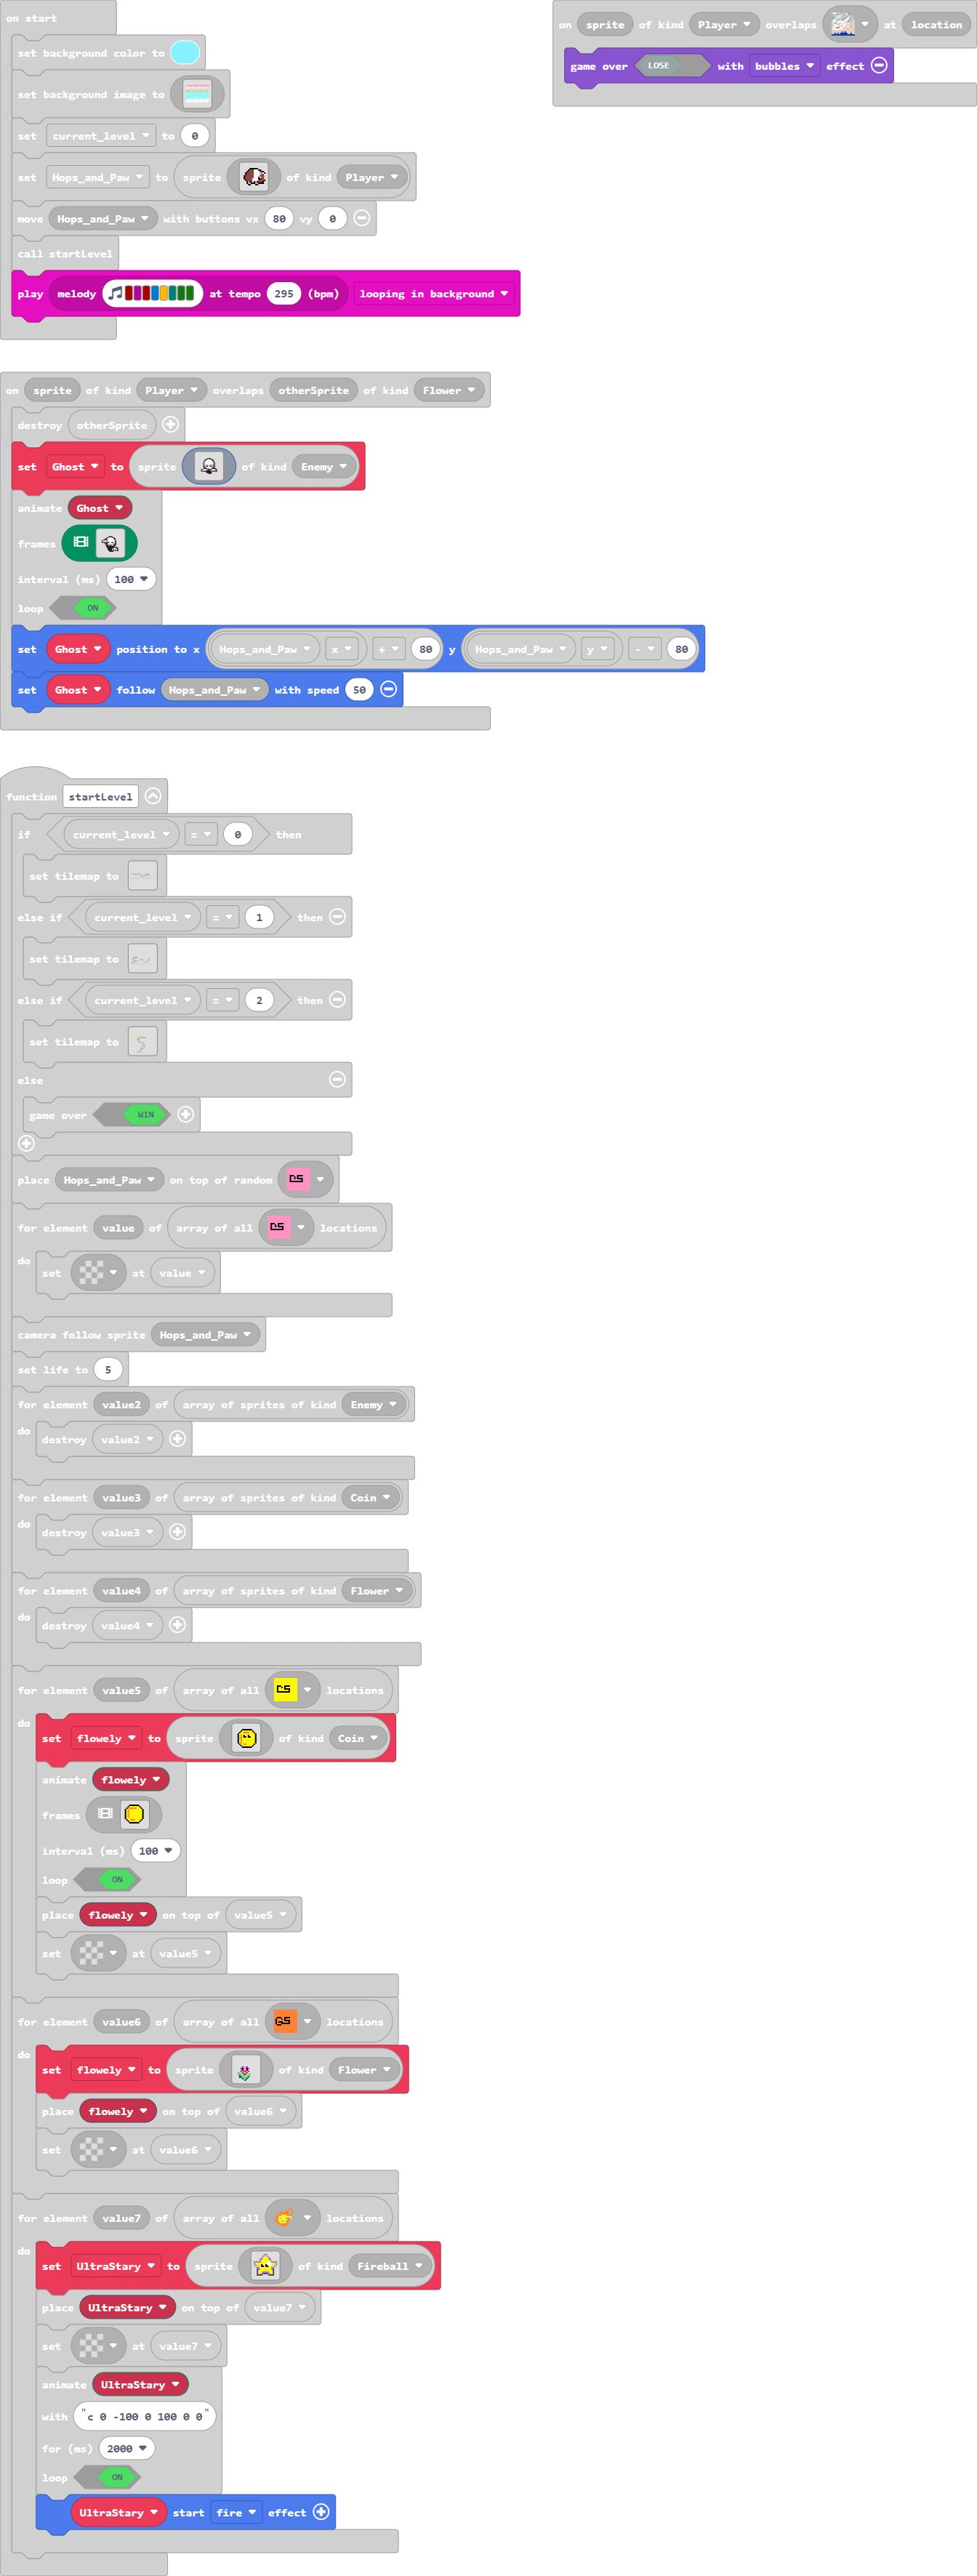 on start
set background color to
set background image to
set current_level to 0
set Hops_and_Paw to sprite of kind Player
move Hops_and_Paw with buttons vx 80 vy 0
call startLevel
play melody at tempo 295 (bpm) looping in background
on sprite of kind Player overlaps at location
game over LOSE with bubbles effect
on sprite of kind Player overlaps otherSprite of kind Flower
destroy otherSprite
set Ghost to sprite of kind Enemy
animate Ghost
frames
interval (ms) 100
loop ON
set Ghost position to x Hops_and_Paw x + 80 y Hops_and_Paw y - 80
set Ghost follow Hops_and_Paw with speed 50
function startLevel
if current_level = 0 then
set tilemap to
else if current_level = 1 then
set tilemap to
else if current_level = 2 then
set tilemap to
else
game over WIN
place Hops_and_Paw on top of random
for element value of array of all locations
do set at value
camera follow sprite Hops_and_Paw
set life to 5
for element value2 of array of sprites of kind Enemy
do destroy value2
for element value3 of array of sprites of kind Coin
do destroy value3
for element value4 of array of sprites of kind Flower
do destroy value4
for element value5 of array of all locations
do set flowely to sprite of kind Coin
animate flowely
frames
interval (ms) 100
loop ON
place flowely on top of value5
set at value5
for element value6 of array of all GS locations
do set flowely to sprite of kind Flower
place flowely on top of value6
set at value6
for element value7 of array of all locations
do set UltraStary to sprite of kind Fireball
place UltraStary on top of value7
set at value7
animate UltraStary
with "c 0 -100 0 100 0 0"
for (ms) 2000
loop ON
UltraStary start fire effect